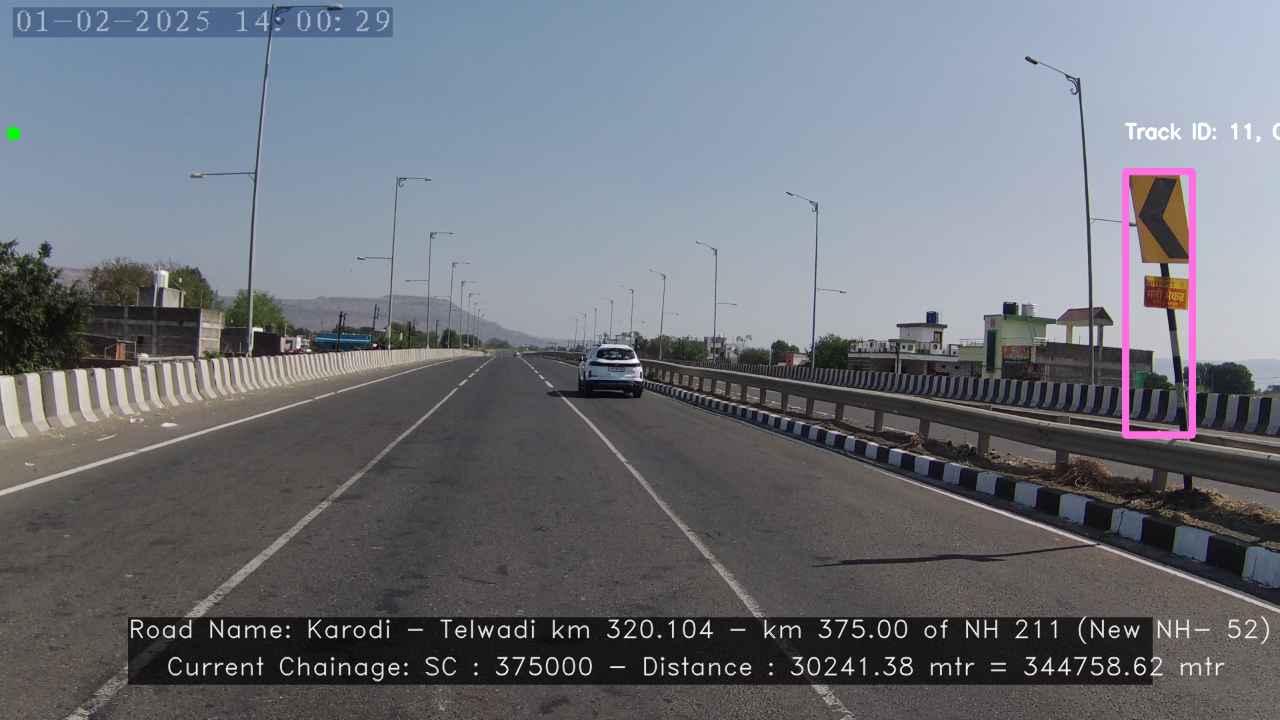 01-02-2025 14:00:29
Track ID: 11, C
Road Name: Karodi - Telwadi km 320.104 - km 375.00 of NH 211 (New NH- 52)
Current Chainage: SC : 375000 - Distance : 30241.38 mtr = 344758.62 mtr